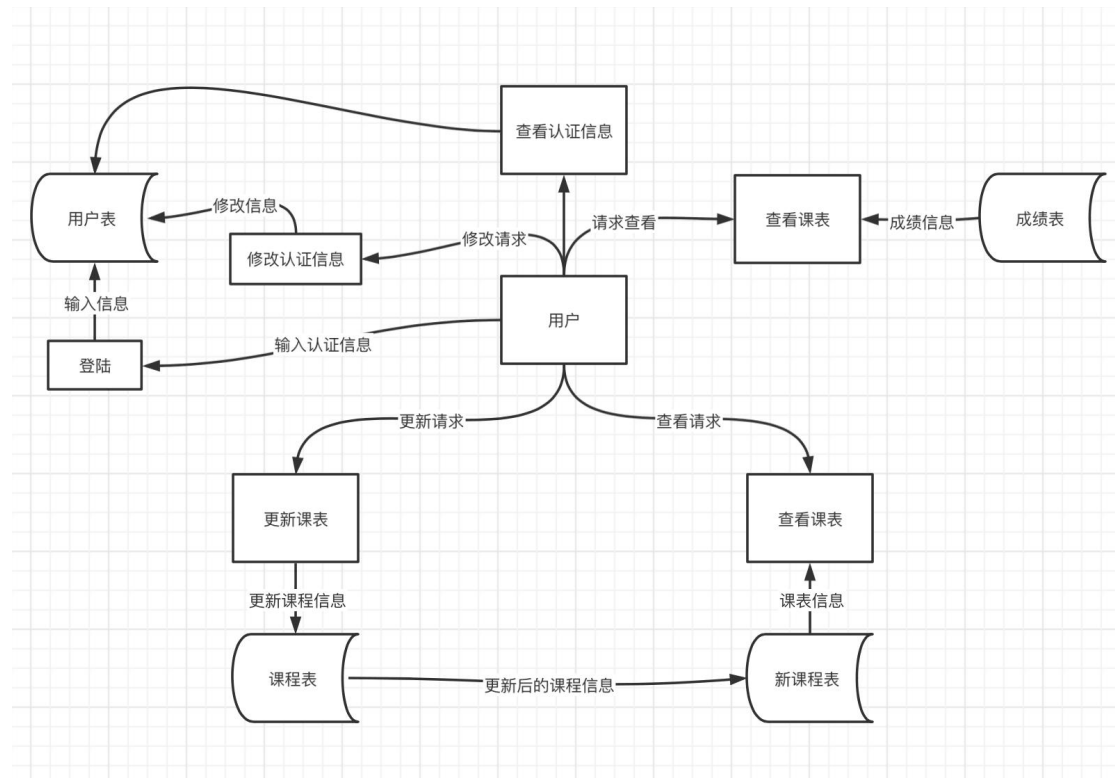 查看认证信息
用户表
修改信息
修改请求
请求查看
查看课表
成绩信息
成绩表
修改认证信息
输入信息
用户
登陆
输入认证信息
更新请求
查看请求
更新课表
查看课表
更新课程信息
课表信息
课程表
更新后的课程信息
新课程表